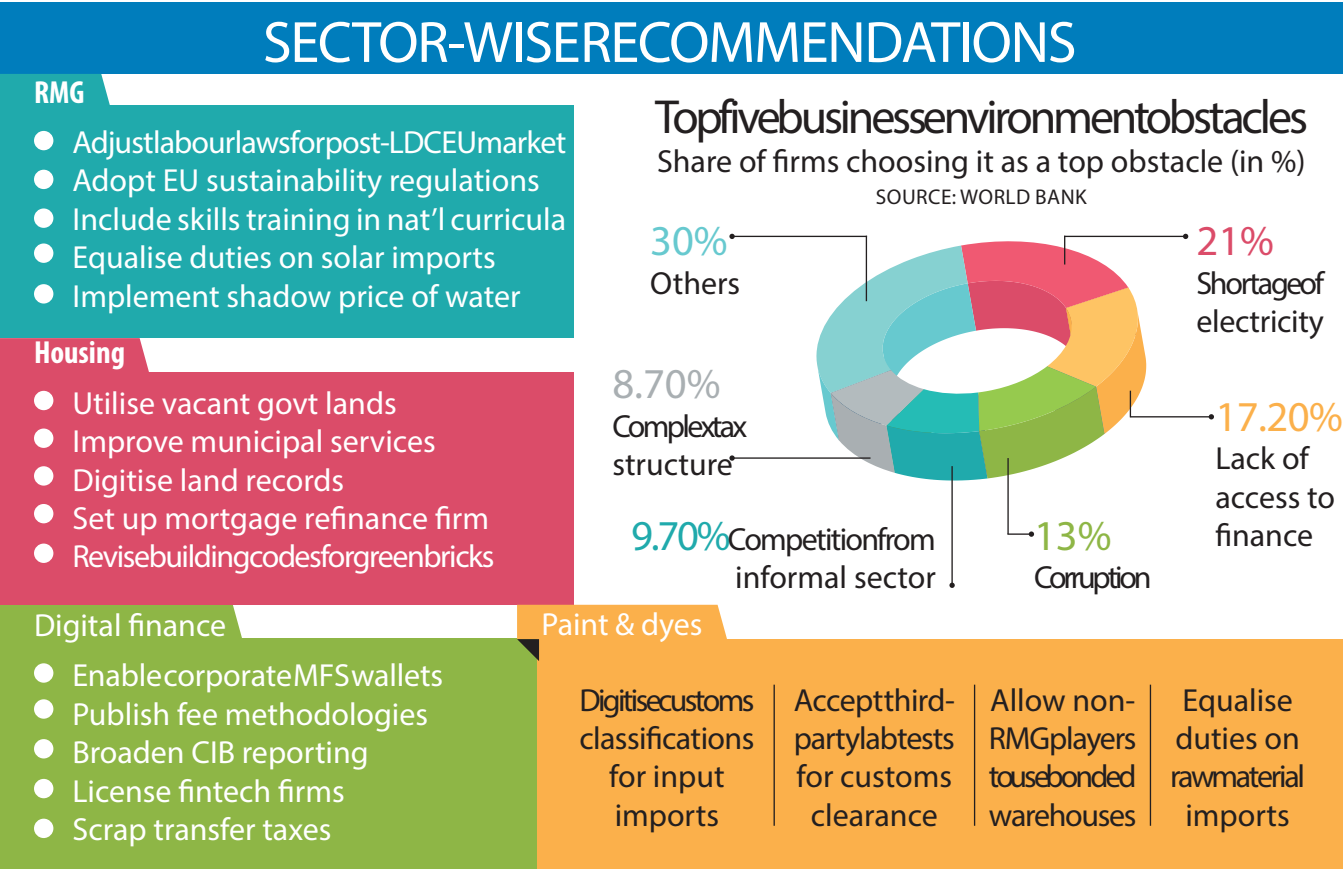 SECTOR-WISERECOMMENDATIONS
RMG
Adjustlabourlawsforpost-LDCEUmarket
Adopt EU sustainability regulations
Include skills training in nat’l curricula
Equalise duties on solar imports
Implement shadow price of water
Housing
Utilise vacant govt lands
Improve municipal services
Digitise land records
Set up mortgage refinance firm
Revisebuildingcodesforgreenbricks
Topfivebusinessenvironmentobstacles
Share of firms choosing it as a top obstacle (in %)
SOURCE: WORLD BANK
30%
Others
21%
Shortageof
electricity
8.70%
Complextax
structure
17.20%
Lack of
access to
finance
9.70%Competitionfrom
informal sector
13%
Corruption
Digital finance
EnablecorporateMFSwallets
Publish fee methodologies
Broaden CIB reporting
License fintech firms
Scrap transfer taxes
Paint & dyes
Digitisecustoms
classifications
for input
imports
Acceptthird-
partylabtests
for customs
clearance
Allow non-
RMGplayers
tousebonded
warehouses
Equalise
duties on
rawmaterial
imports